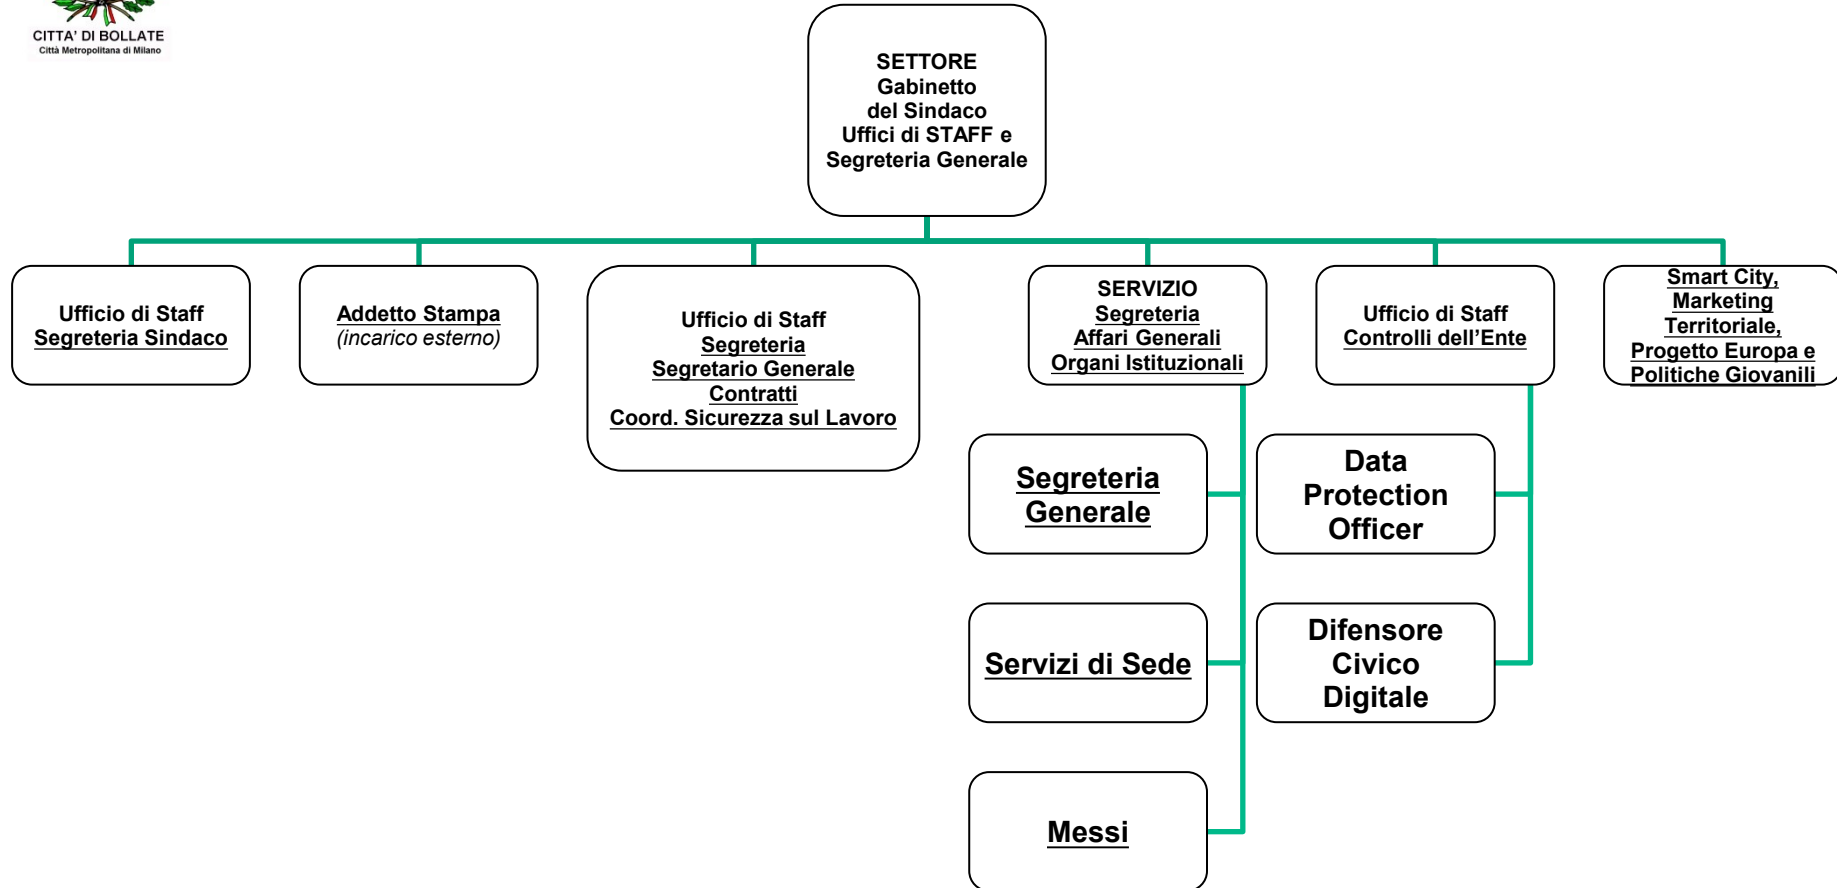 CITTA' DI BOLLATE
Città Metropolitana di Milano
SETTORE
Gabinetto
del Sindaco
Uffici di STAFF e
Segreteria Generale
Ufficio di Staff
Segreteria Sindaco
Addetto Stampa
(incarico esterno)
Ufficio di Staff
Segreteria
Segretario Generale
Contratti
Coord. Sicurezza sul Lavoro
SERVIZIO
Segreteria
Affari Generali
Organi Istituzionali
Ufficio di Staff
Controlli dell’Ente
Smart City,
Marketing
Territoriale,
Progetto Europa e
Politiche Giovanili
Segreteria
Generale
Data
Protection
Officer
Servizi di Sede
Difensore
Civico
Digitale
Messi